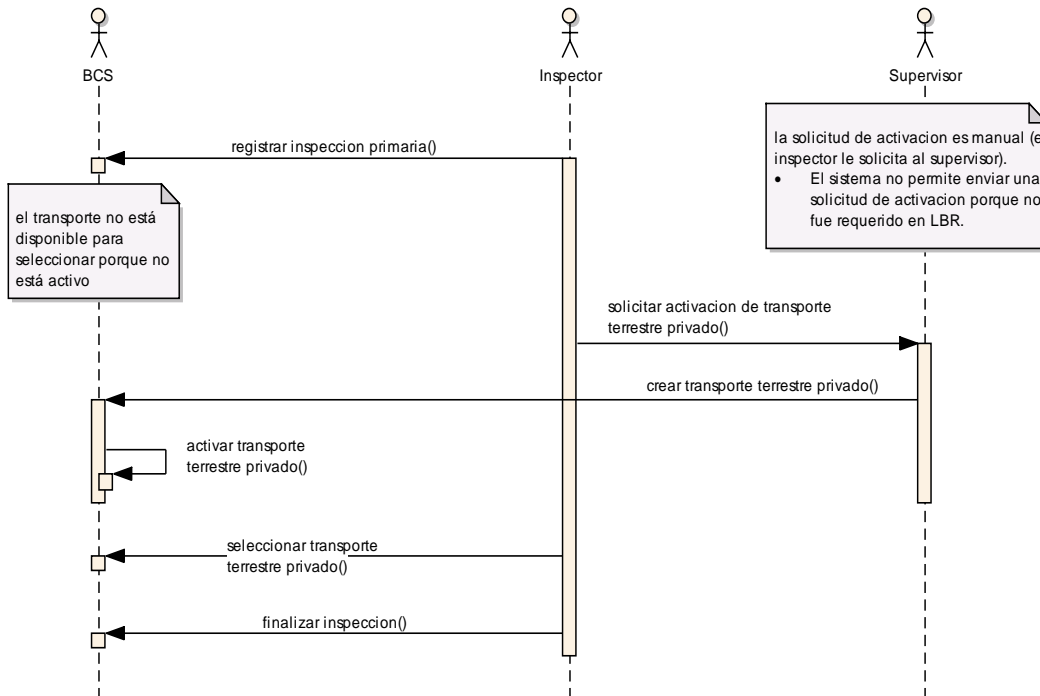 BCS
Inspector
Supervisor
la solicitud de activacion es manual (e
inspector le solicita al supervisor).
• El sistema no permite enviar una
solicitud de activacion porque no
fue requerido en LBR.
registrar inspeccion primaria()
el transporte no está
disponible para
seleccionar porque no
está activo
solicitar activacion de transporte
terrestre privado()
crear transporte terrestre privado()
activar transporte
terrestre privado()
seleccionar transporte
terrestre privado()
finalizar inspeccion()